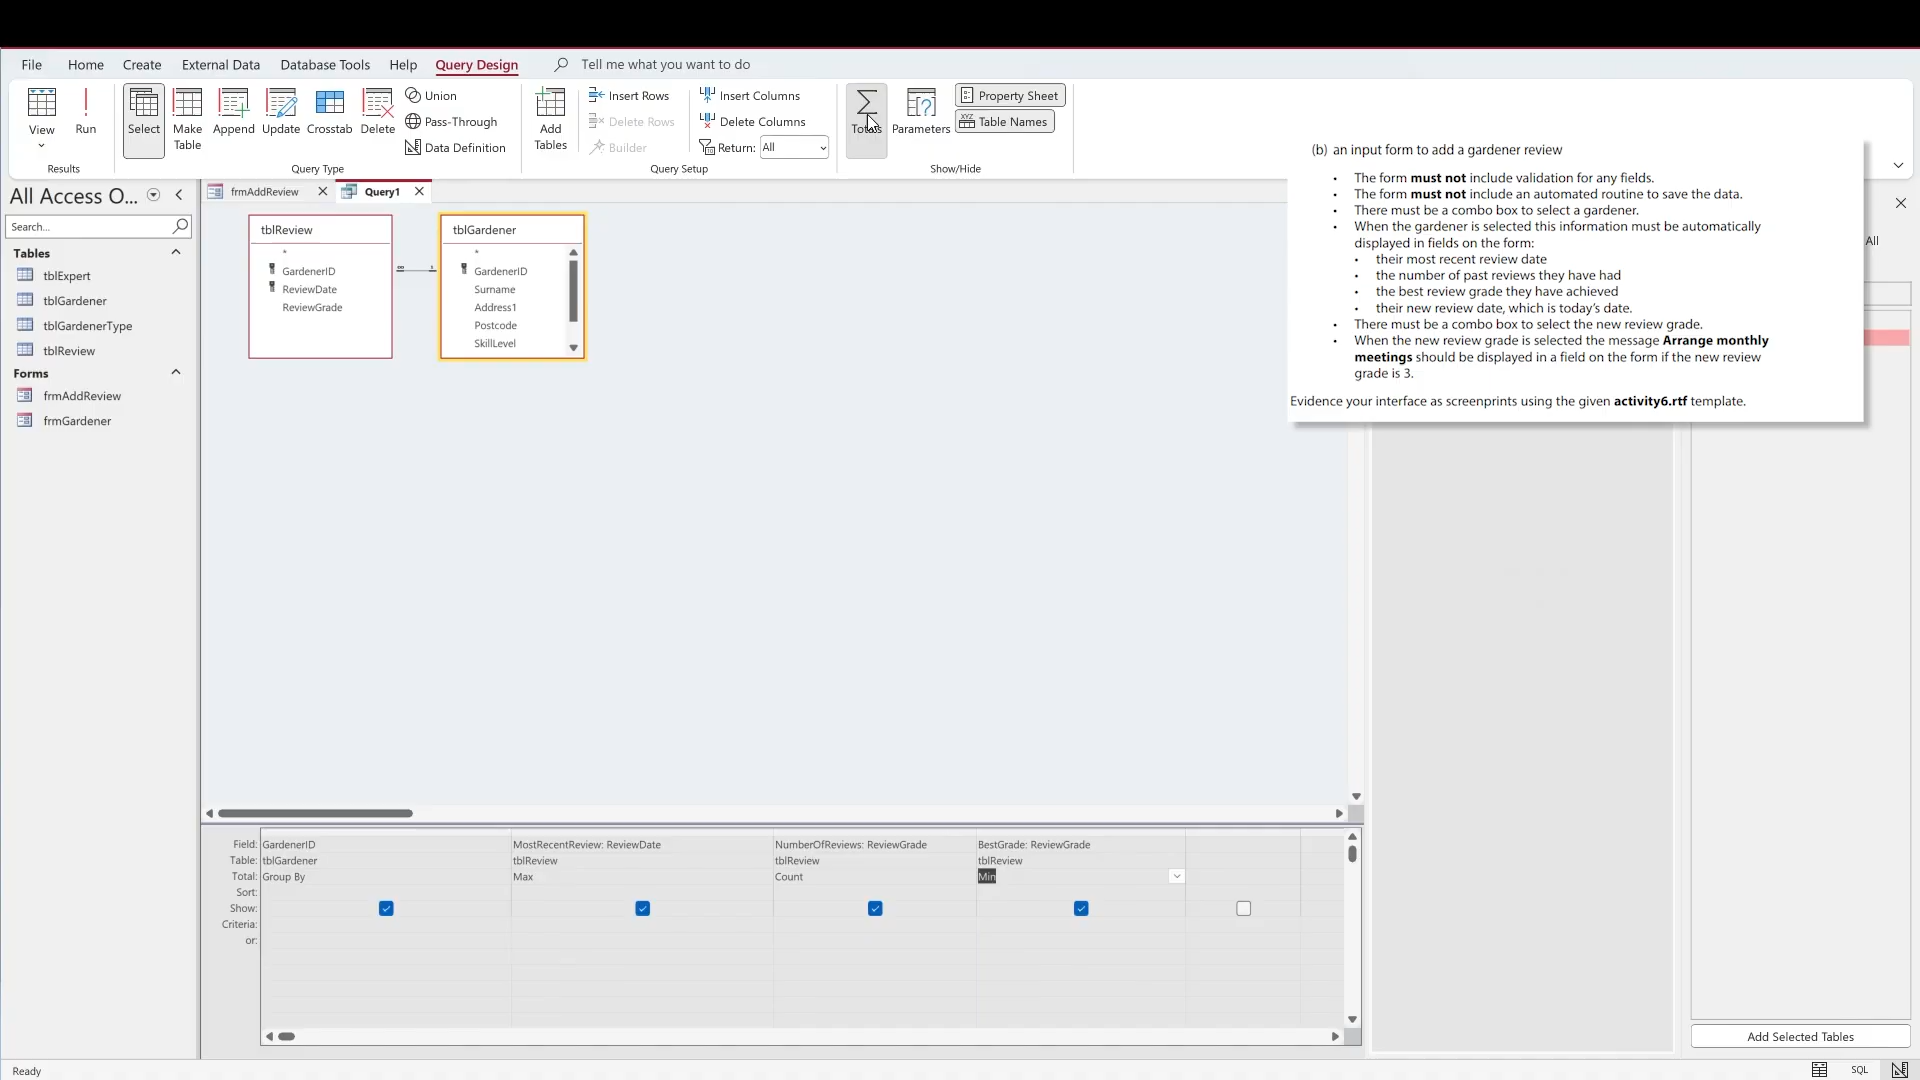 File Home Create External Data Database Tools Help Query Design Tell me what you want to do
View
Run
Results
Select
Make Table
Append
Update
Crosstab
Delete
Union
Pass-Through
Data Definition
Query Type
Add Tables
Insert Rows
Delete Rows
Builder
Insert Columns
Delete Columns
Return: All
Query Setup
Totals
Parameters
Property Sheet
XYZ Table Names
Show/Hide
(b) an input form to add a gardener review
• The form must not include validation for any fields.
• The form must not include an automated routine to save the data.
• There must be a combo box to select a gardener.
• When the gardener is selected this information must be automatically
displayed in fields on the form:
• their most recent review date
• the number of past reviews they have had
• the best review grade they have achieved
• their new review date, which is today's date.
• There must be a combo box to select the new review grade.
• When the new review grade is selected the message Arrange monthly
meetings should be displayed in a field on the form if the new review
grade is 3.
Evidence your interface as screenprints using the given activity6.rtf template.
All
All Access O...
Search...
Tables
tblExpert
tblGardener
tblGardenerType
tblReview
Forms
frmAddReview
frmGardener
frmAddReview
Query1
tblReview
*
GardenerID
ReviewDate
ReviewGrade
∞ 1
tblGardener
*
GardenerID
Surname
Address1
Postcode
SkillLevel
Field: GardenerID MostRecentReview: ReviewDate NumberOfReviews: ReviewGrade BestGrade: ReviewGrade
Table: tblGardener tblReview tblReview tblReview
Total: Group By Max Count Min
Sort:
Show:
Criteria:
or:
Add Selected Tables
Ready
SQL